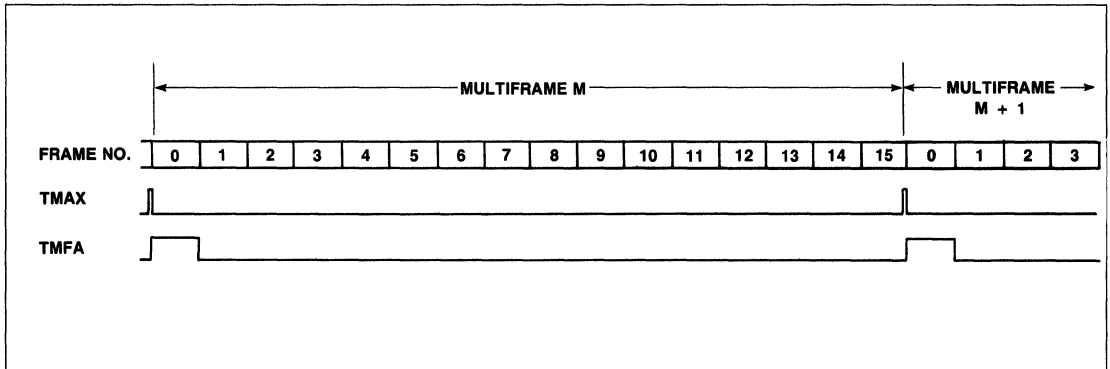 MULTIFRAME M
MULTIFRAME
M + 1
FRAME NO. 0 1 2 3 4 5 6 7 8 9 10 11 12 13 14 15 0 1 2 3
TMAX
TMFA